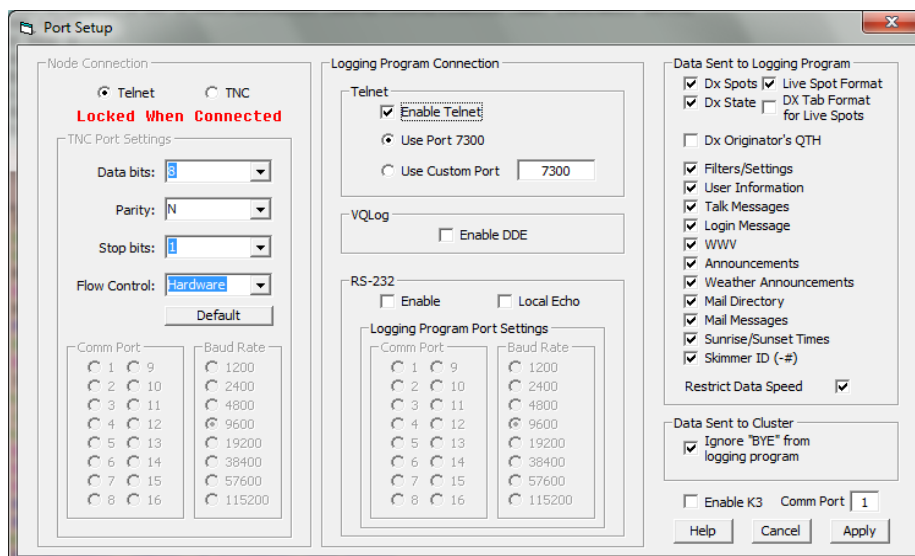 Port Setup
Node Connection
Telnet TNC
Locked When Connected
TNC Port Settings
Data bits: 8
Parity: N
Stop bits: 1
Flow Control: Hardware
Default
Comm Port
1 9
2 10
3 11
4 12
5 13
6 14
7 15
8 16
Baud Rate
1200
2400
4800
9600
19200
38400
57600
115200
Logging Program Connection
Telnet
Enable Telnet
Use Port 7300
Use Custom Port 7300
VQLog
Enable DDE
RS-232
Enable Local Echo
Logging Program Port Settings
Comm Port
1 9
2 10
3 11
4 12
5 13
6 14
7 15
8 16
Baud Rate
1200
2400
4800
9600
19200
38400
57600
115200
Data Sent to Logging Program
Dx Spots Live Spot Format
Dx State DX Tab Format
for Live Spots
Dx Originator's QTH
Filters/Settings
User Information
Talk Messages
Login Message
WWV
Announcements
Weather Announcements
Mail Directory
Mail Messages
Sunrise/Sunset Times
Skimmer ID (-#)
Restrict Data Speed
Data Sent to Cluster
Ignore "BYE" from
logging program
Enable K3 Comm Port 1
Help Cancel Apply